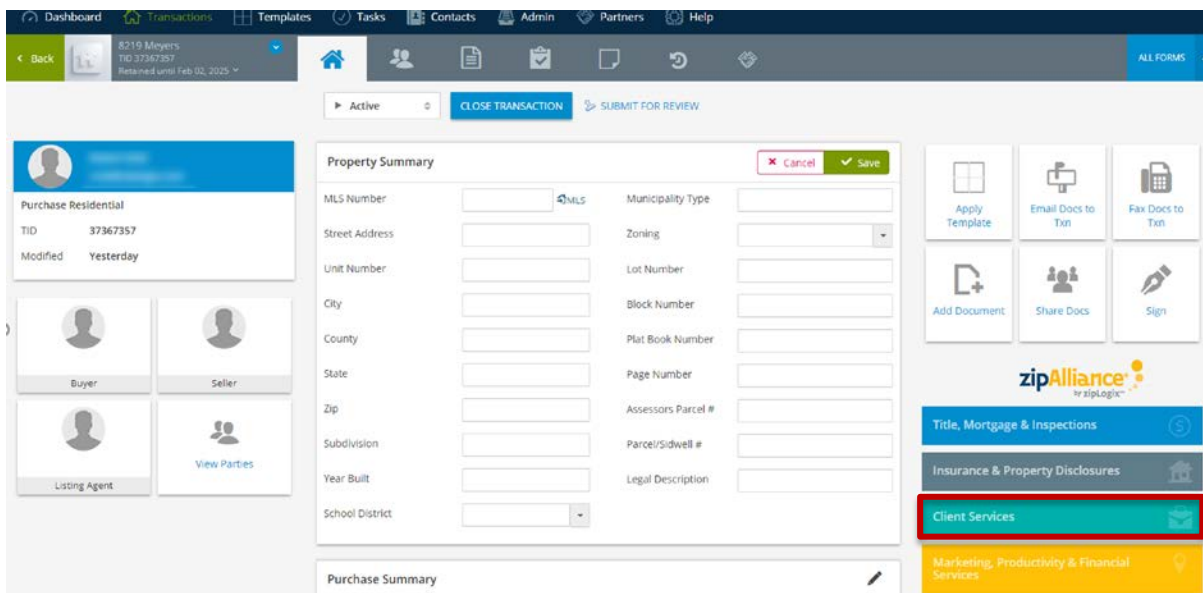 Dashboard Transactions Templates Tasks Contacts Admin Partners Help
Back
8219 Meyers
TID 37367357
Retained until Feb 02, 2025
ALL FORMS
Active CLOSE TRANSACTION SUBMIT FOR REVIEW
Purchase Residential
TID 37367357
Modified Yesterday
Buyer Seller
Listing Agent View Parties
Property Summary Cancel Save
MLS Number MLS Municipality Type
Street Address Zoning
Unit Number Lot Number
City Block Number
County Plat Book Number
State Page Number
Zip Assessors Parcel #
Subdivision Parcel/Sidwell #
Year Built Legal Description
School District
Purchase Summary
Apply
Template
Email Docs to
Txn
Fax Docs to
Txn
Add Document Share Docs Sign
zipAlliance
by zipLogix™
Title, Mortgage & Inspections
Insurance & Property Disclosures
Client Services
Marketing, Productivity & Financial
Services